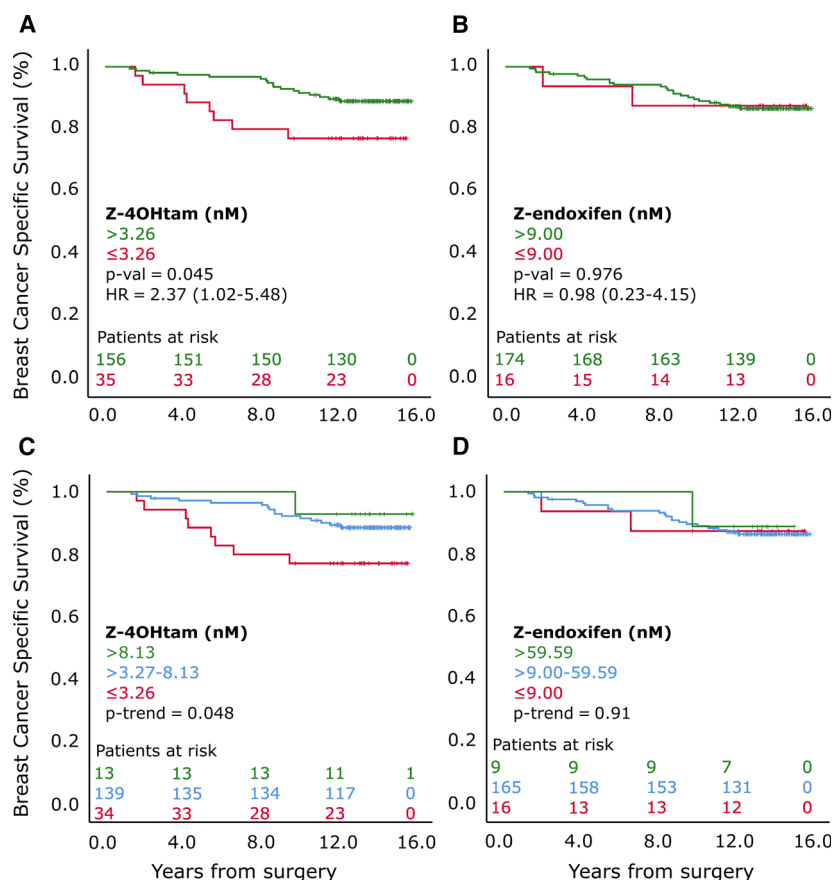 A
Breast Cancer Specific Survival (%)
1.0
0.8
0.6
0.4
0.2
0.0
Z-4OHtam (nM)
>3.26
≤3.26
p-val = 0.045
HR = 2.37 (1.02-5.48)
Patients at risk
156 151 150 130 0
35 33 28 23 0
0.0 4.0 8.0 12.0 16.0
B
1.0
0.8
0.6
0.4
0.2
0.0
Z-endoxifen (nM)
>9.00
≤9.00
p-val = 0.976
HR = 0.98 (0.23-4.15)
Patients at risk
174 168 163 139 0
16 15 14 13 0
0.0 4.0 8.0 12.0 16.0
C
Breast Cancer Specific Survival (%)
1.0
0.8
0.6
0.4
0.2
0.0
Z-4OHtam (nM)
>8.13
>3.27-8.13
≤3.26
p-trend = 0.048
Patients at risk
13 13 13 11 1
139 135 134 117 0
34 33 28 23 0
0.0 4.0 8.0 12.0 16.0
Years from surgery
D
1.0
0.8
0.6
0.4
0.2
0.0
Z-endoxifen (nM)
>59.59
>9.00-59.59
≤9.00
p-trend = 0.91
Patients at risk
9 9 9 7 0
165 158 153 131 0
16 13 13 12 0
0.0 4.0 8.0 12.0 16.0
Years from surgery